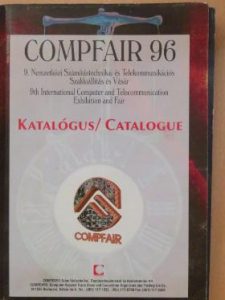 COMPFAIR 96
9. Nemzetközi Számítástechnikai és Telekommunikációs
Szakkiállítás és Vásár
9th International Computer and Telecommunication
Exhibition and Fair
KATALÓGUS/ CATALOGUE
COMPFAIR